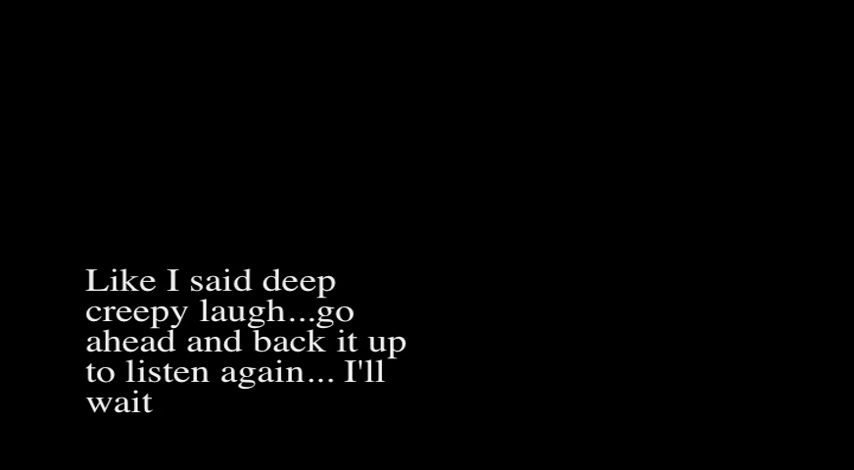 Like I said deep
creepy laugh...go
ahead and back it up
to listen again... I'll
wait